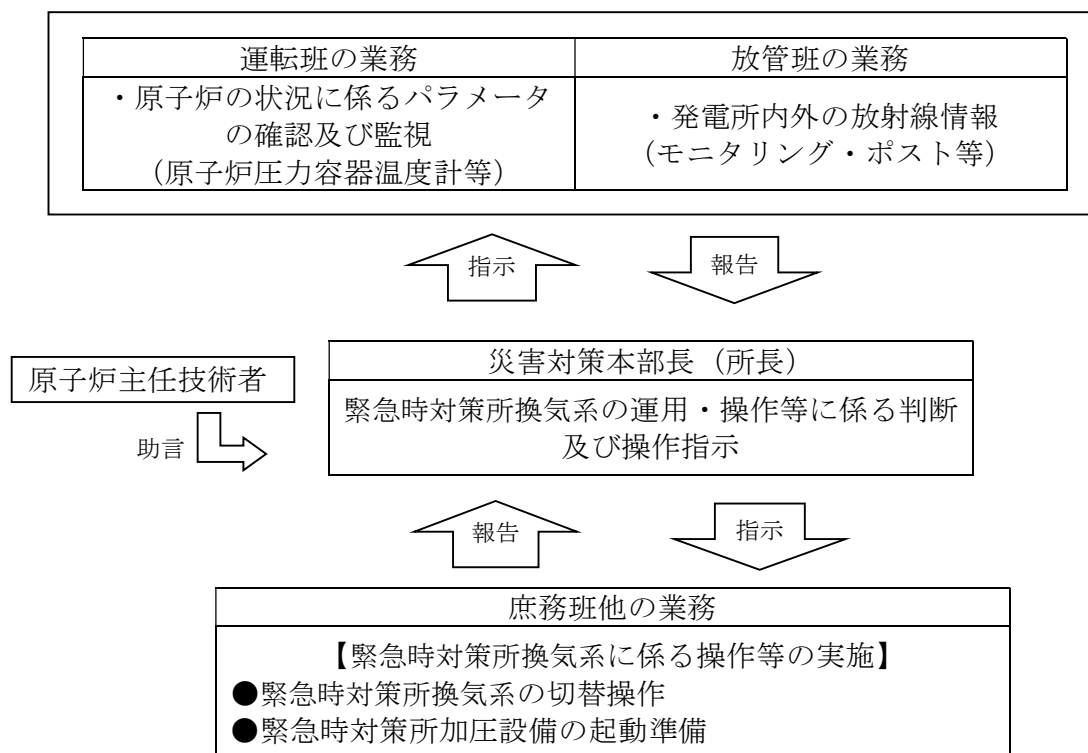 運転班の業務
放管班の業務
・原子炉の状況に係るパラメータ
の確認及び監視
(原子炉圧力容器温度計等)
・発電所内外の放射線情報
(モニタリング・ポスト等)
指示
報告
原子炉主任技術者
助言
災害対策本部長（所長）
緊急時対策所換気系の運用・操作等に係る判断
及び操作指示
報告
指示
庶務班他の業務
【緊急時対策所換気系に係る操作等の実施】
●緊急時対策所換気系の切替操作
●緊急時対策所加圧設備の起動準備